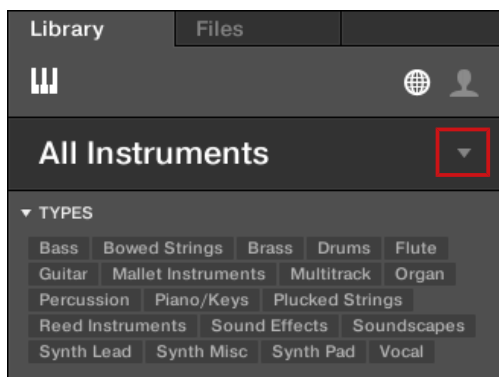 Library Files
All Instruments
TYPES
Bass Bowed Strings Brass Drums Flute
Guitar Mallet Instruments Multitrack Organ
Percussion Piano/Keys Plucked Strings
Reed Instruments Sound Effects Soundscapes
Synth Lead Synth Misc Synth Pad Vocal